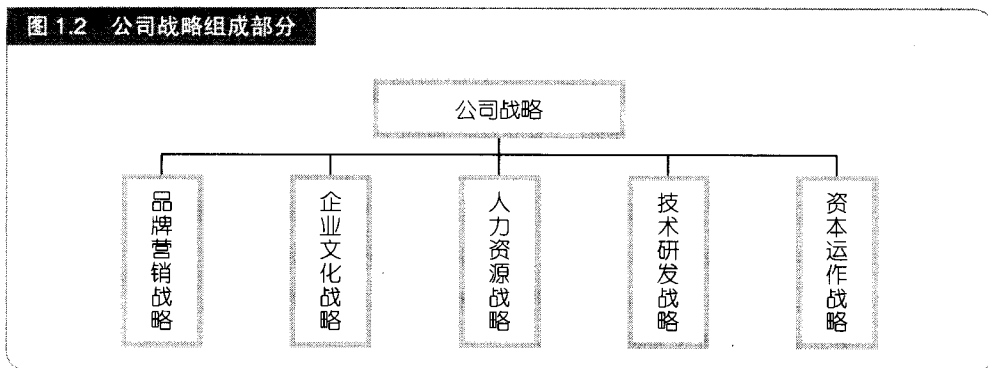 图 1.2 公司战略组成部分
公司战略
品牌营销战略
企业文化战略
人力资源战略
技术研发战略
资本运作战略